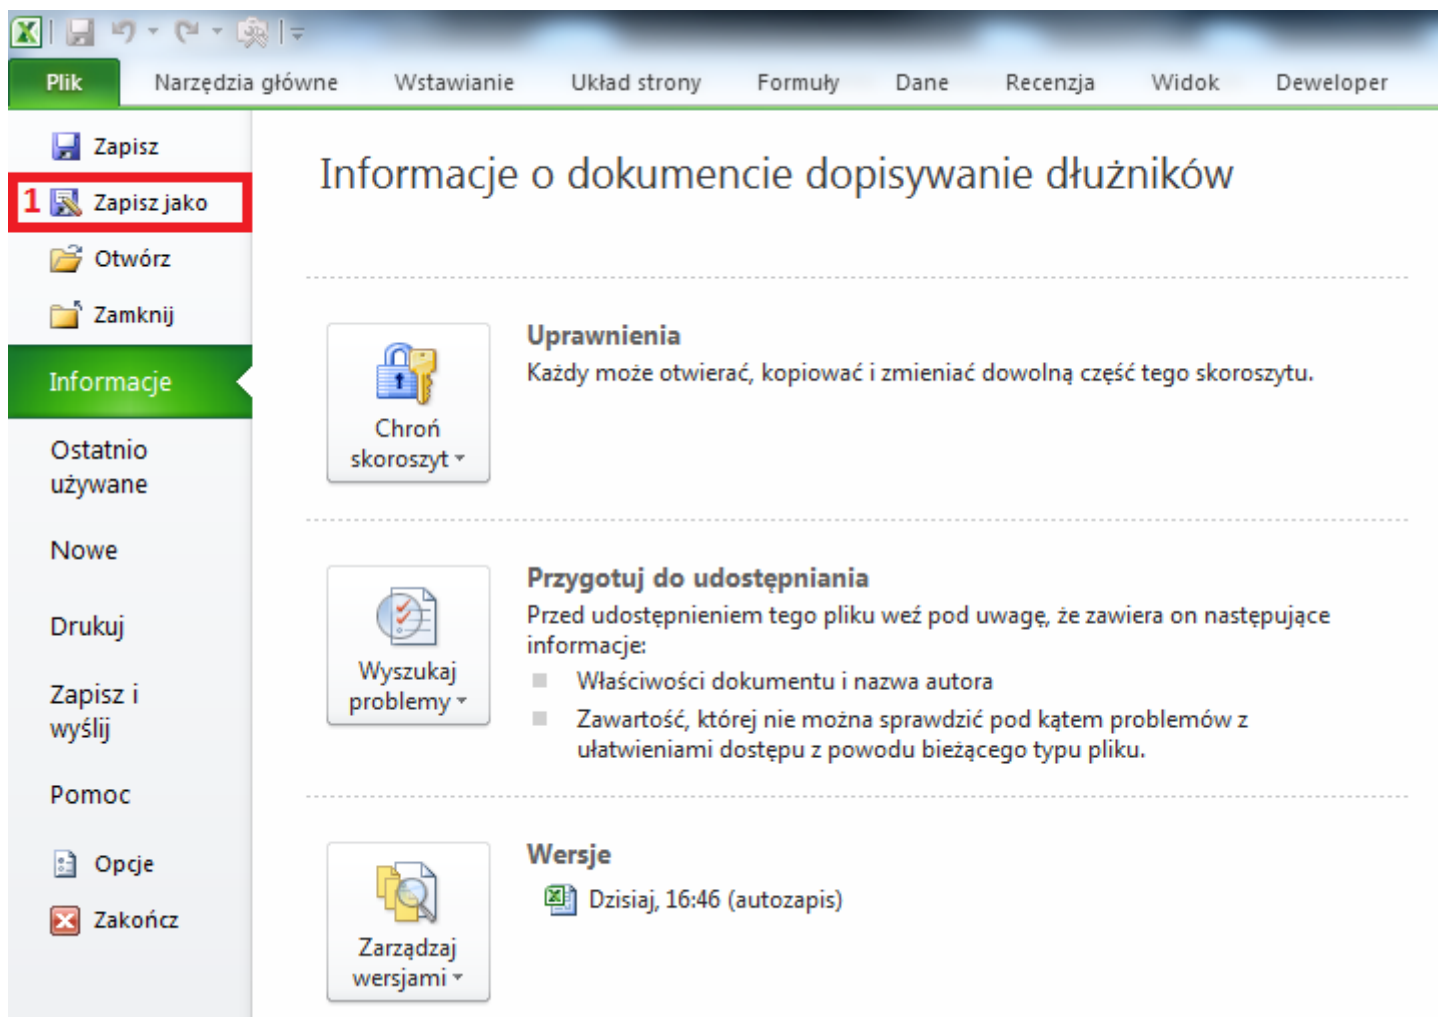 Plik Narzędzia główne Wstawianie Układ strony Formuły Dane Recenzja Widok Deweloper
Zapisz
1 Zapisz jako
Otwórz
Zamknij
Informacje
Ostatnio
używane
Nowe
Drukuj
Zapisz i
wyślij
Pomoc
Opcje
Zakończ
Informacje o dokumencie dopisywanie dłużników
Chroń
skoroszyt
Uprawnienia
Każdy może otwierać, kopiować i zmieniać dowolną część tego skoroszytu.
Wyszukaj
problemy
Przygotuj do udostępniania
Przed udostępnieniem tego pliku weź pod uwagę, że zawiera on następujące
informacje:
Właściwości dokumentu i nazwa autora
Zawartość, której nie można sprawdzić pod kątem problemów z
ułatwieniami dostępu z powodu bieżącego typu pliku.
Zarządzaj
wersjami
Wersje
Dzisiaj, 16:46 (autozapis)